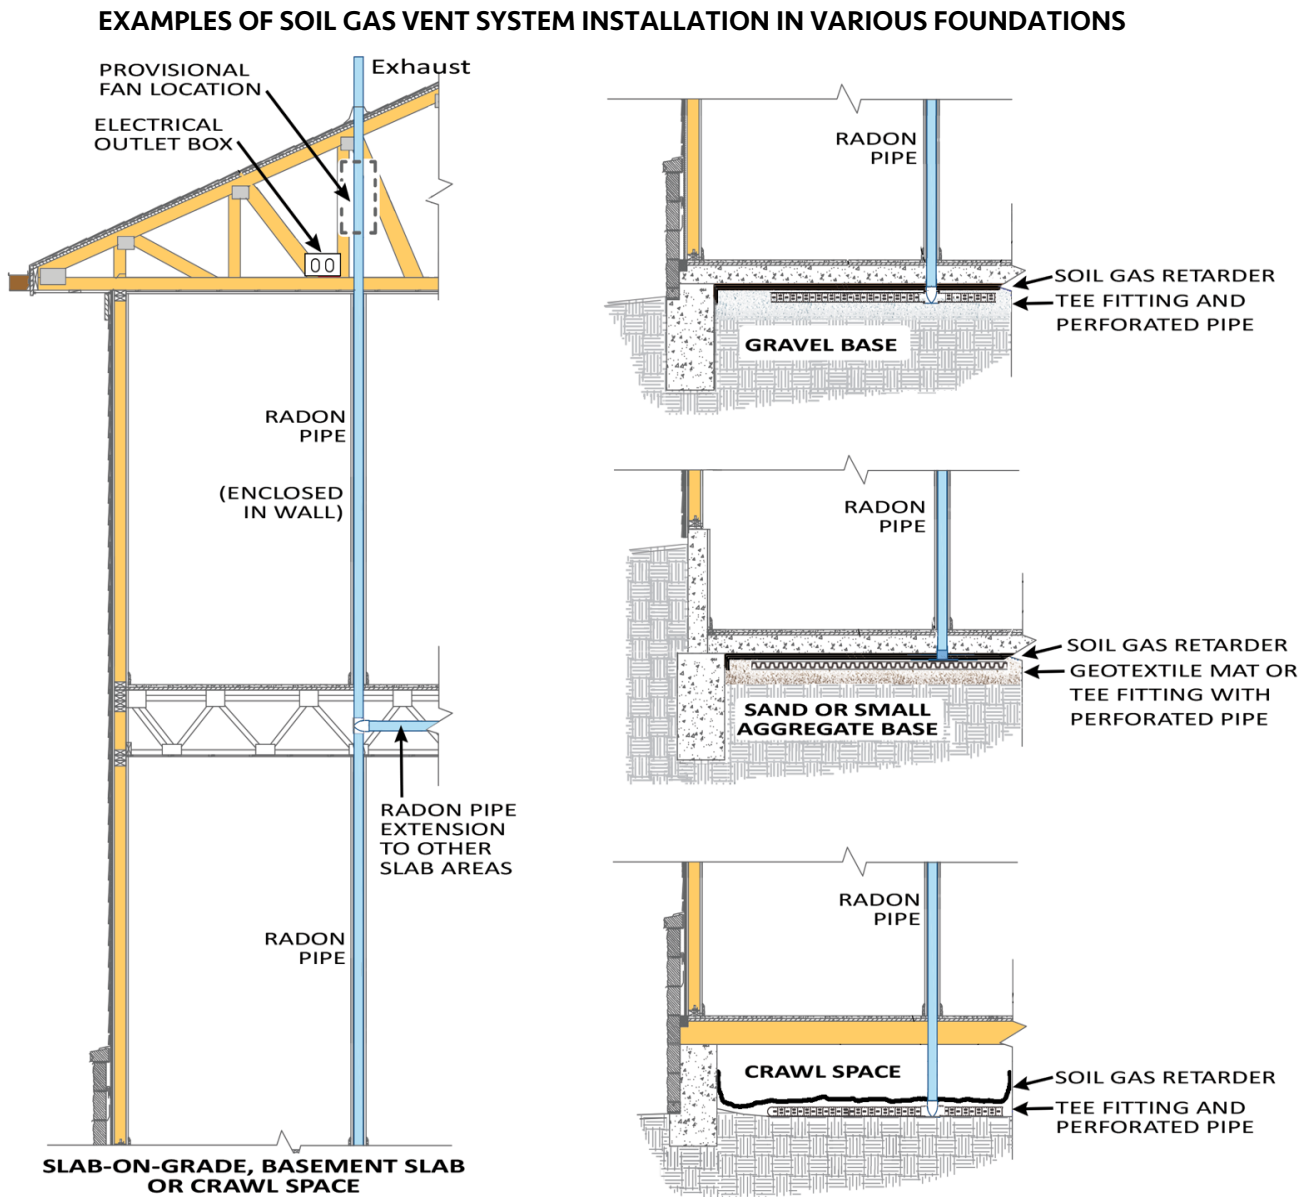 EXAMPLES OF SOIL GAS VENT SYSTEM INSTALLATION IN VARIOUS FOUNDATIONS
PROVISIONAL
FAN LOCATION
Exhaust
ELECTRICAL
OUTLET BOX
RADON
PIPE
(ENCLOSED
IN WALL)
RADON PIPE
EXTENSION
TO OTHER
SLAB AREAS
RADON
PIPE
SLAB-ON-GRADE, BASEMENT SLAB
OR CRAWL SPACE
RADON
PIPE
SOIL GAS RETARDER
TEE FITTING AND
PERFORATED PIPE
GRAVEL BASE
RADON
PIPE
SOIL GAS RETARDER
GEOTEXTILE MAT OR
TEE FITTING WITH
PERFORATED PIPE
SAND OR SMALL
AGGREGATE BASE
RADON
PIPE
CRAWL SPACE
SOIL GAS RETARDER
TEE FITTING AND
PERFORATED PIPE